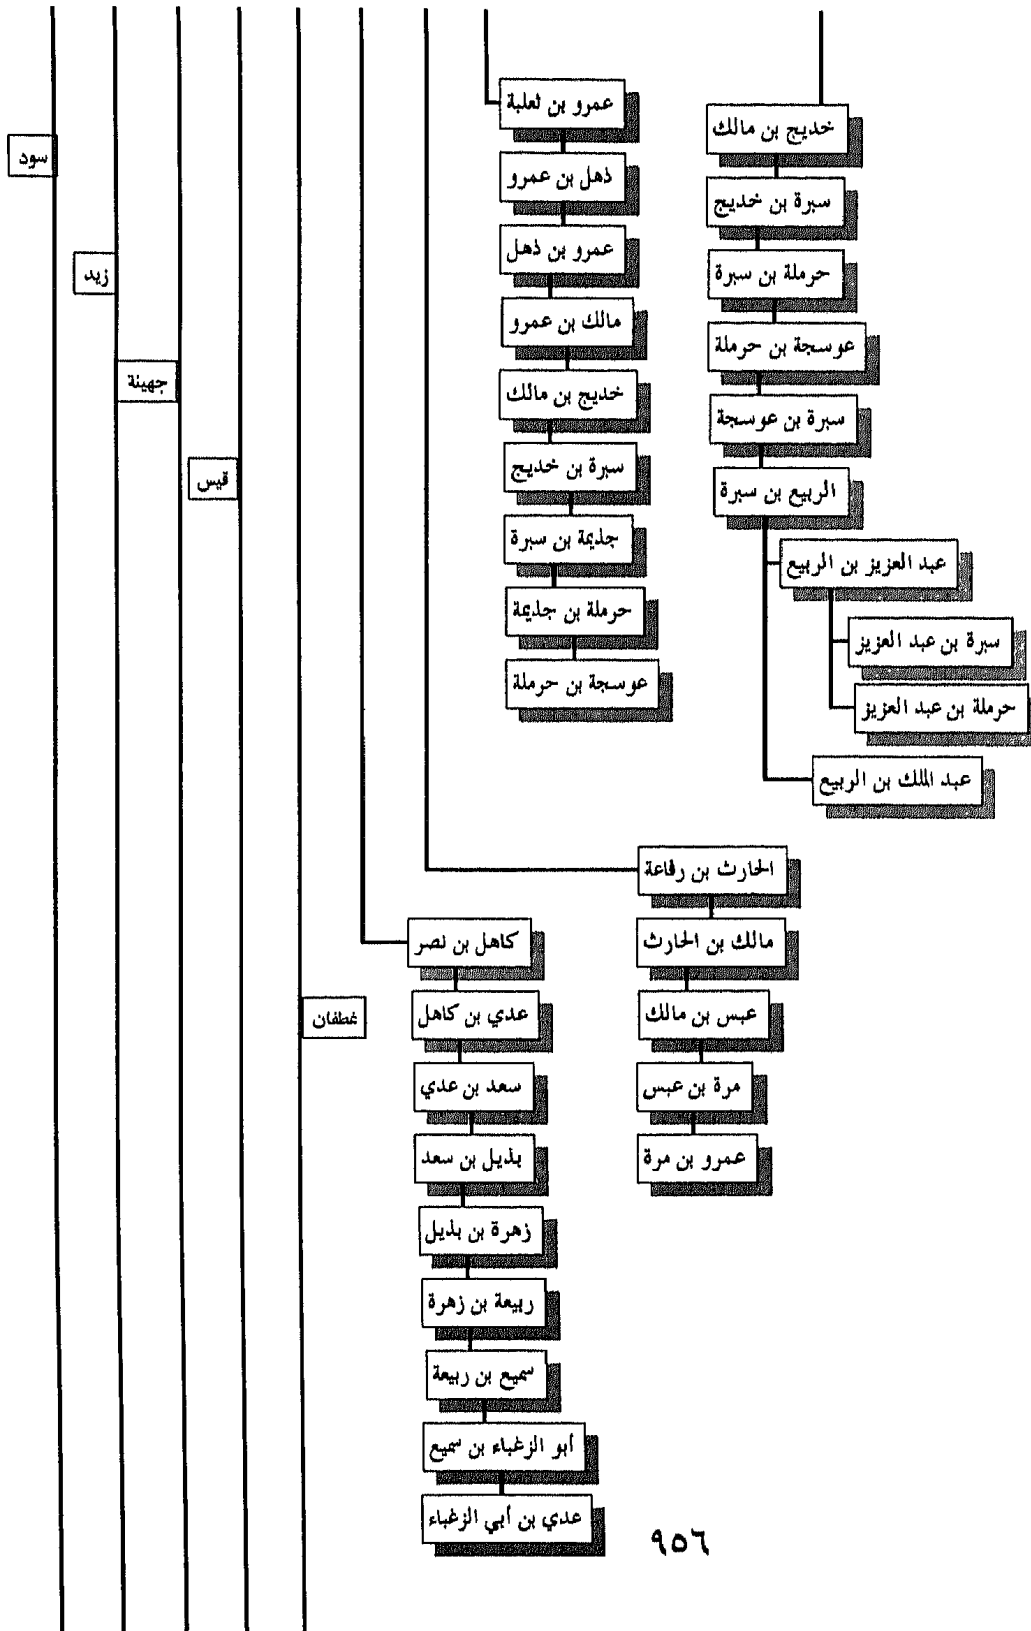 خديج بن مالك
سبرة بن خديج
حرملة بن سبرة
عوسجة بن حرملة
سبرة بن عوسجة
الربيع بن سبرة
عبد العزيز بن الربيع
سبرة بن عبد العزيز
حرملة بن عبد العزيز
عبد الملك بن الربيع
عمرو بن ثعلبة
ذهل بن عمرو
عمرو بن ذهل
مالك بن عمرو
خديج بن مالك
سبرة بن خديج
جذيمة بن سبرة
حرملة بن جذيمة
عوسجة بن حرملة
الحارث بن رفاعة
مالك بن الحارث
عبس بن مالك
مرة بن عبس
عمرو بن مرة
كاهل بن نصر
عدي بن كاهل
سعد بن عدي
بذيل بن سعد
زهرة بن بذيل
ربيعة بن زهرة
سميع بن ربيعة
أبو الزغباء بن سميع
عدي بن أبي الزغباء
غطفان
قيس
جهينة
زيد
سود
٩٥٦